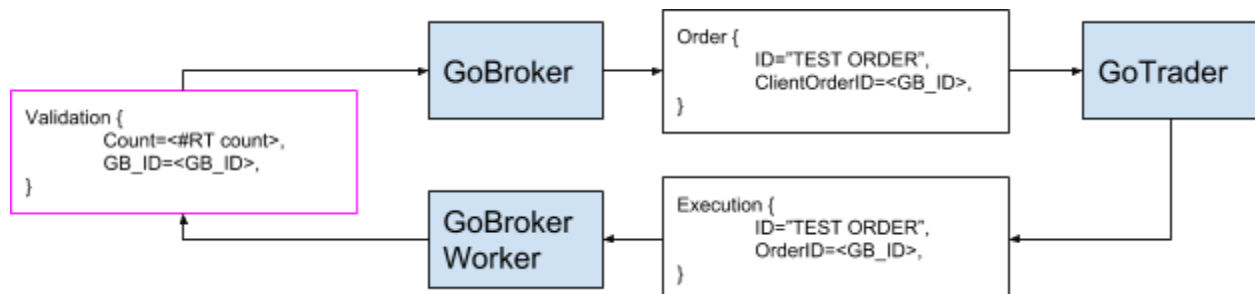 GoBroker
Order {
ID="TEST ORDER",
ClientOrderID=<GB_ID>,
}
GoTrader
Validation {
Count=<#RT count>,
GB_ID=<GB_ID>,
}
GoBroker
Worker
Execution {
ID="TEST ORDER",
OrderID=<GB_ID>,
}